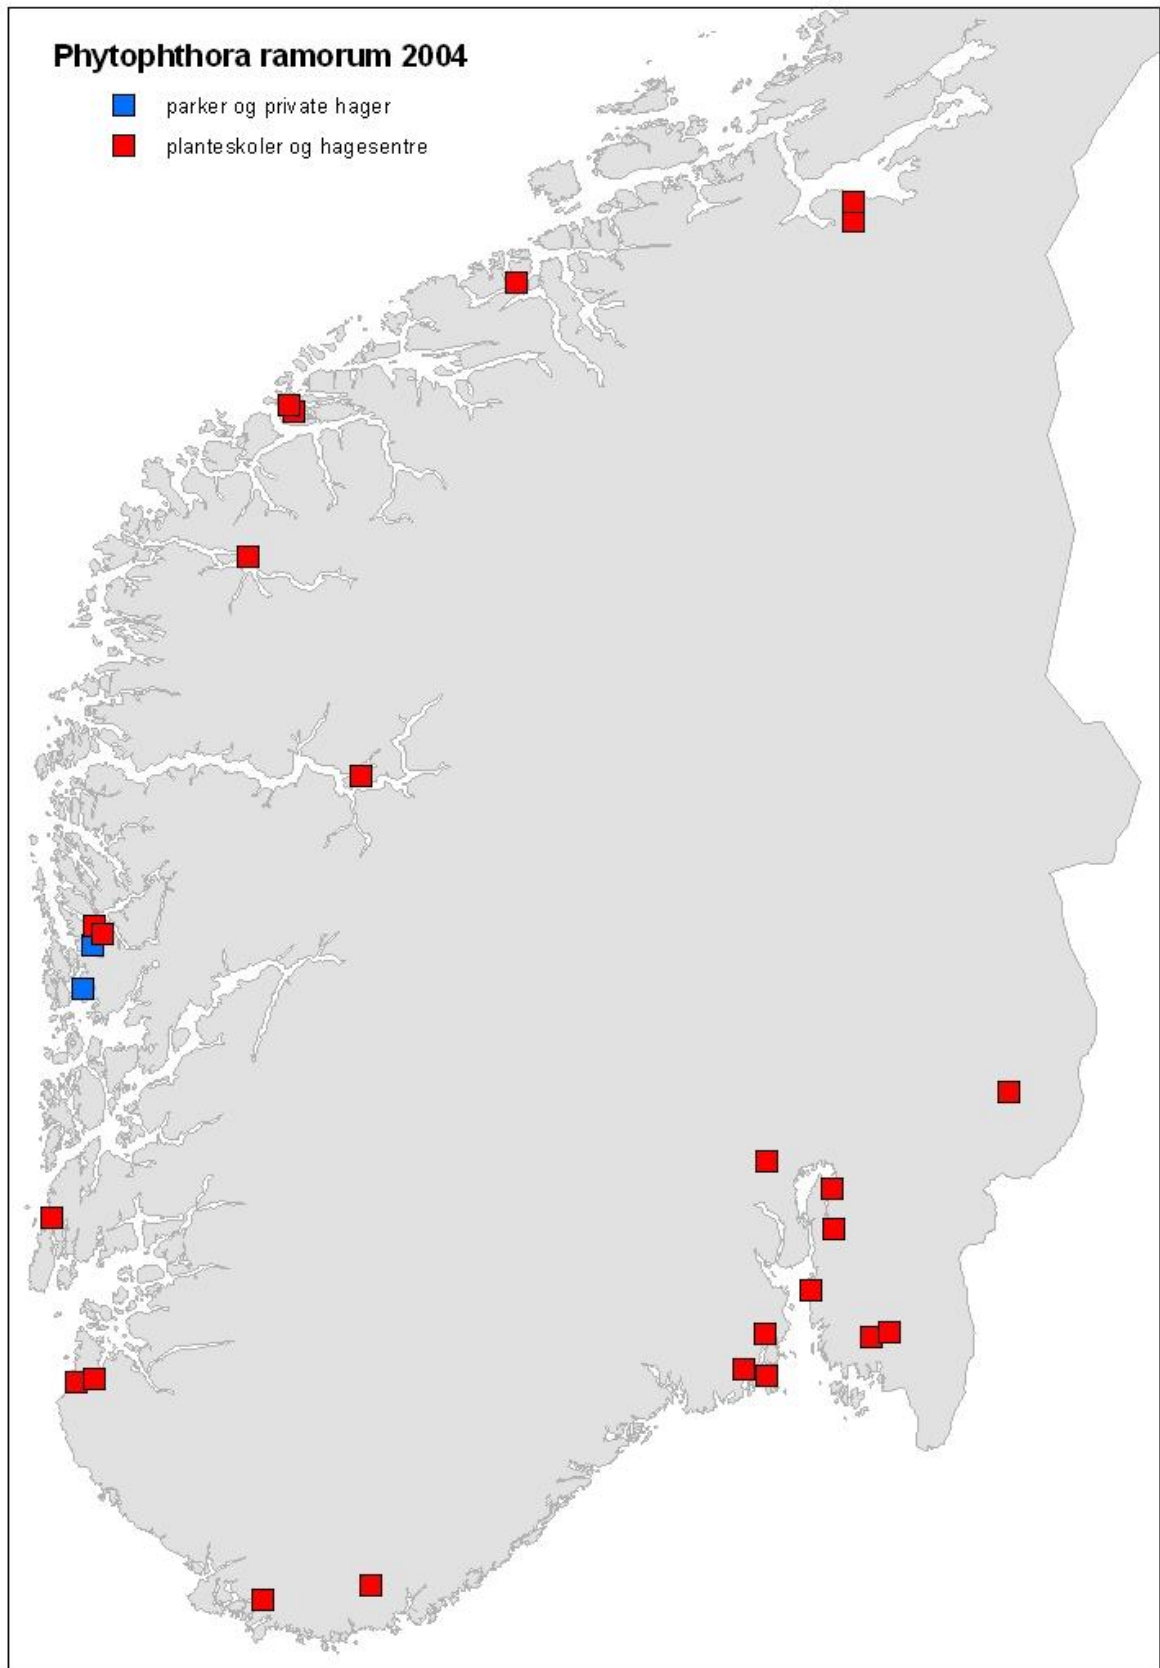 Phytophthora ramorum 2004
parker og private hager
planteskoler og hagesentre